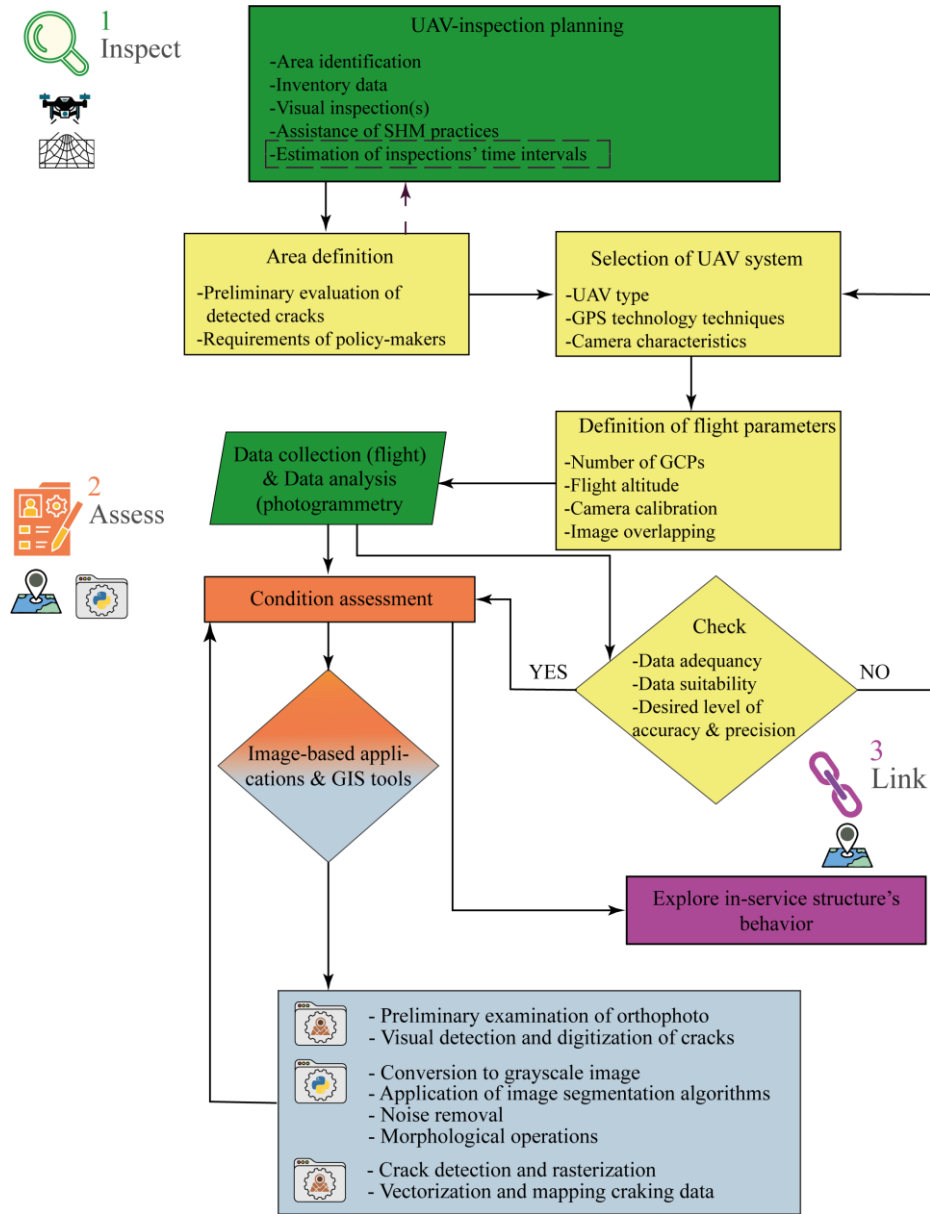 1
Inspect
UAV-inspection planning
-Area identification
-Inventory data
-Visual inspection(s)
-Assistance of SHM practices
-Estimation of inspections' time intervals
Area definition
-Preliminary evaluation of
detected cracks
-Requirements of policy-makers
Selection of UAV system
-UAV type
-GPS technology techniques
-Camera characteristics
Definition of flight parameters
-Number of GCPs
-Flight altitude
-Camera calibration
-Image overlapping
Data collection (flight)
& Data analysis
(photogrammetry
2
Assess
Condition assessment
Check
-Data adequancy
-Data suitability
-Desired level of
accuracy & precision
YES
NO
Image-based appli-
cations & GIS tools
3
Link
Explore in-service structure's
behavior
- Preliminary examination of orthophoto
- Visual detection and digitization of cracks
- Conversion to grayscale image
- Application of image segmentation algorithms
- Noise removal
- Morphological operations
- Crack detection and rasterization
- Vectorization and mapping craking data